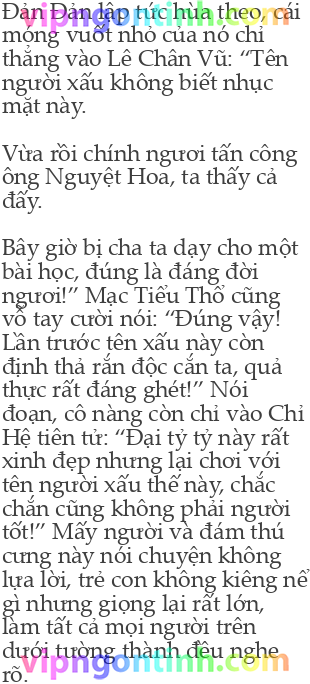 Đản Đản lập tức hùa theo, cái
vipngontinh.com
móng vuốt nhỏ của nó chỉ
thẳng vào Lê Chân Vũ: “Tên
người xấu không biết nhục
mặt này.
Vừa rồi chính ngươi tấn công
ông Nguyệt Hoa, ta thấy cả
đấy.
Bây giờ bị cha ta dạy cho một
bài học, đúng là đáng đời
ngươi!” Mạc Tiểu Thổ cũng
vỗ tay cười nói: “Đúng vậy!
Lần trước tên xấu này còn
định thả rắn độc cắn ta, quả
thực rất đáng ghét!” Nói
đoạn, cô nàng còn chỉ vào Chỉ
Hệ tiên tử: “Đại tỷ tỷ này rất
xinh đẹp nhưng lại chơi với
tên người xấu thế này, chắc
chắn cũng không phải người
tốt!” Mấy người và đám thú
cưng này nói chuyện không
lựa lời, trẻ con không kiêng nể
gì nhưng giọng lại rất lớn,
làm tất cả mọi người trên
dưới tường thành đều nghe
vipngontinh.com
rõ.